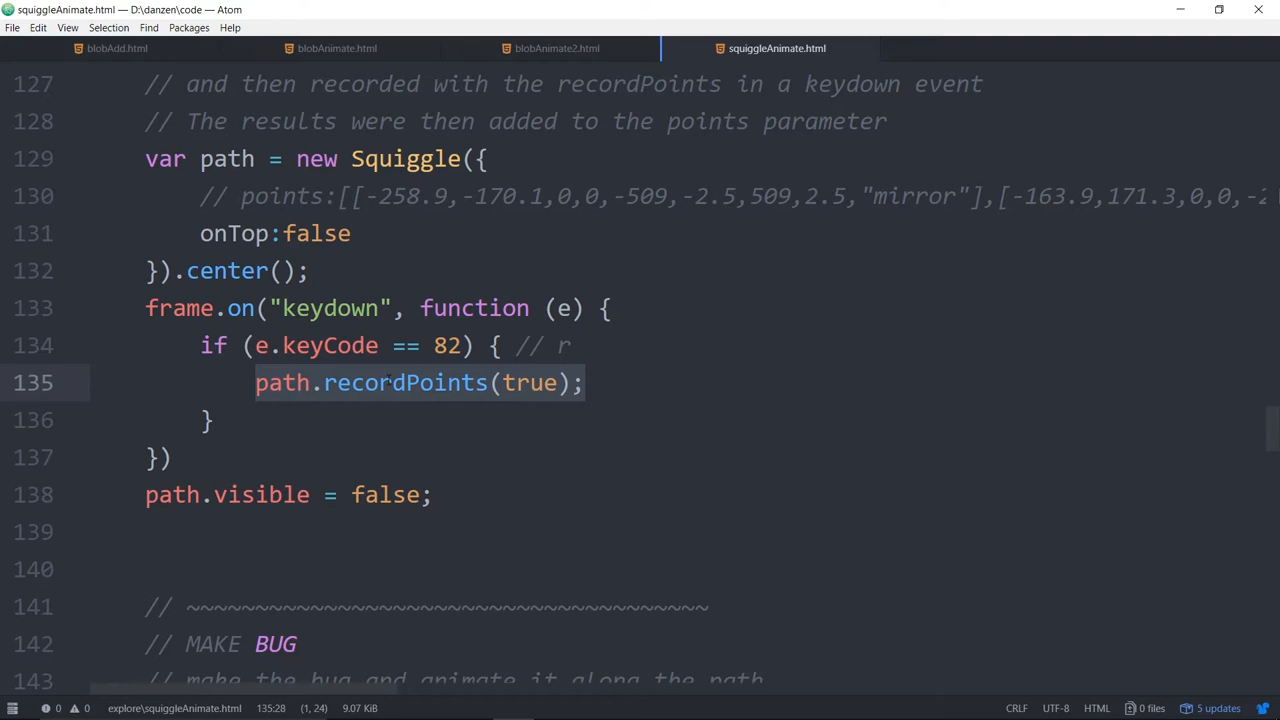 squiggleAnimate.html — D:\danzen\code — Atom
File Edit View Selection Find Packages Help
blobAdd.html blobAnimate.html blobAnimate2.html squiggleAnimate.html
127 // and then recorded with the recordPoints in a keydown event
128 // The results were then added to the points parameter
129 var path = new Squiggle({
130 // points:[[-258.9,-170.1,0,0,-509,-2.5,509,2.5,"mirror"],[-163.9,171.3,0,0,-2
131 onTop:false
132 }).center();
133 frame.on("keydown", function (e) {
134 if (e.keyCode == 82) { // r
135 path.recordPoints(true);
136 }
137 })
138 path.visible = false;
139
140
141 // ~~~~~~~~~~~~~~~~~~~~~~~~~~~~~~~~~~~~~~
142 // MAKE BUG
143 // make the bug and animate it along the path
0 0 explore\squiggleAnimate.html 135:28 (1, 24) 9.07 KiB CRLF UTF-8 HTML 0 files 5 updates